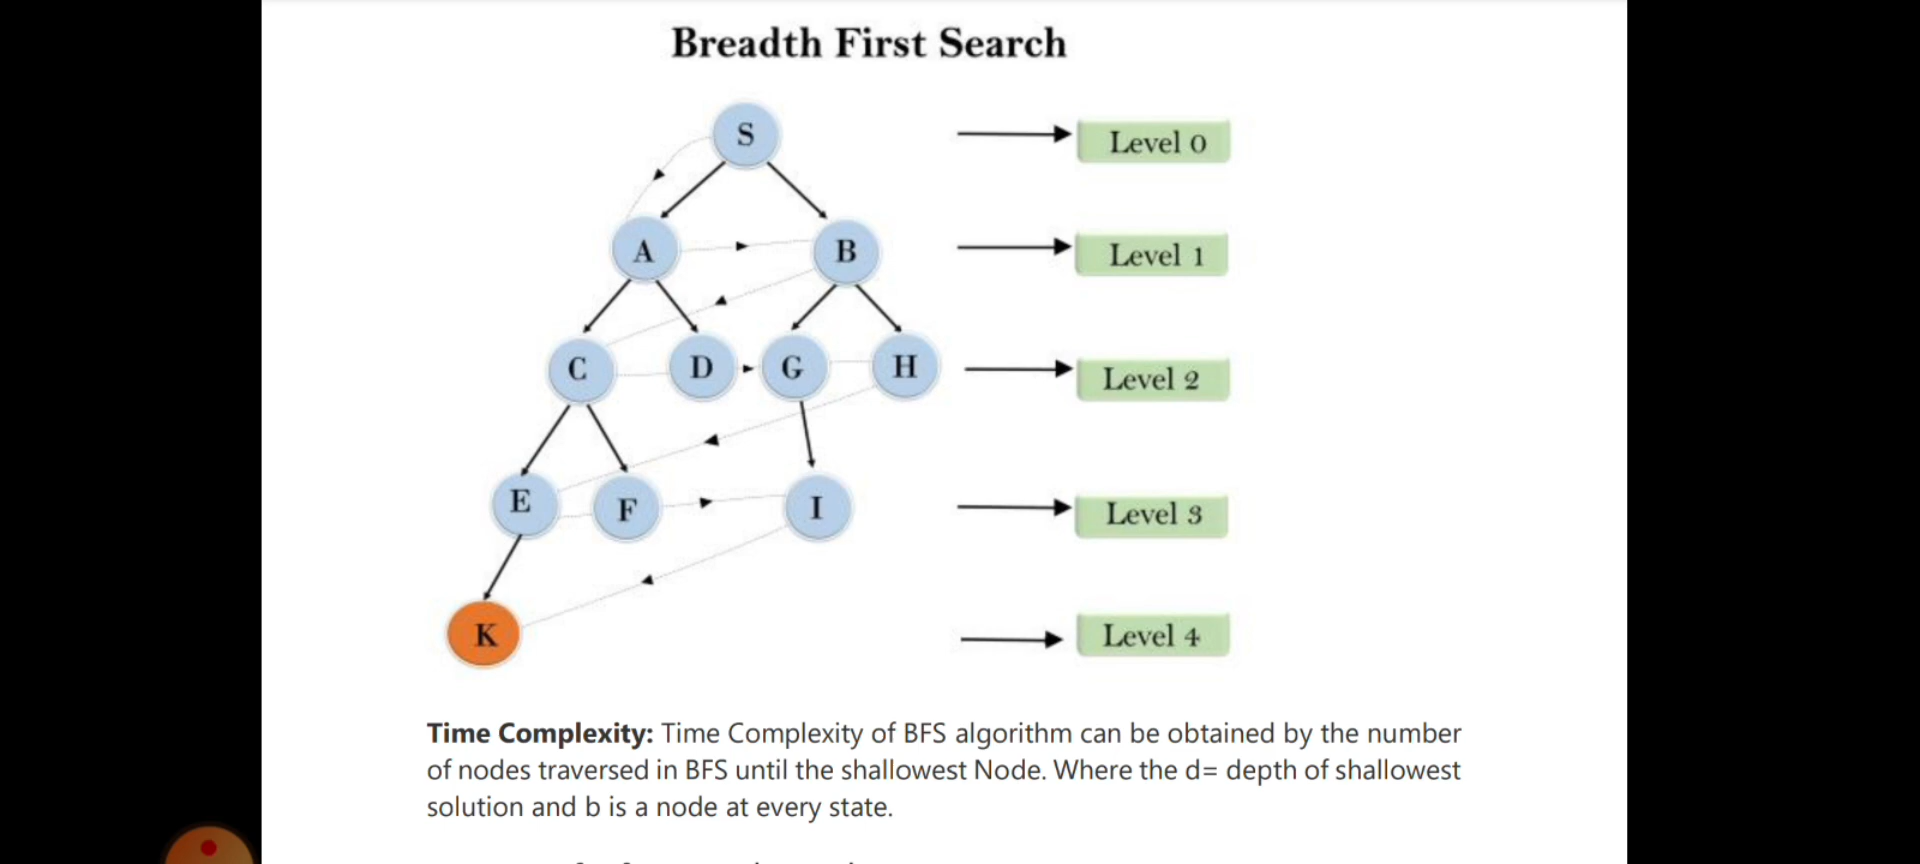 Breadth First Search
S
Level 0
A
B
Level 1
C
D
G
H
Level 2
E
F
I
Level 3
K
Level 4
Time Complexity: Time Complexity of BFS algorithm can be obtained by the number
of nodes traversed in BFS until the shallowest Node. Where the d= depth of shallowest
solution and b is a node at every state.